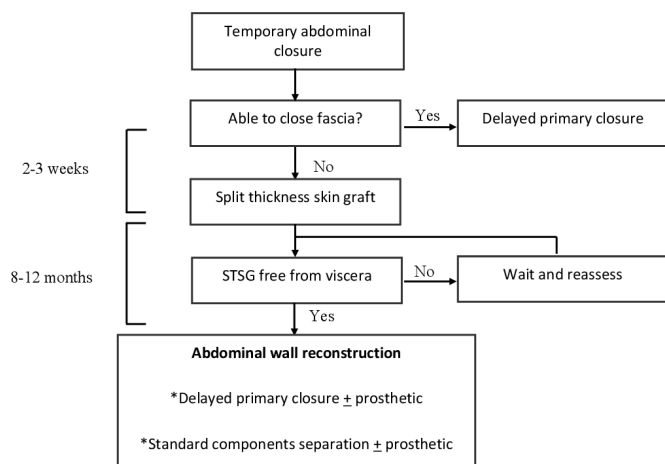 Temporary abdominal
closure
Able to close fascia?
Yes
Delayed primary closure
2-3 weeks
No
Split thickness skin graft
8-12 months
STSG free from viscera
No
Wait and reassess
Yes
Abdominal wall reconstruction
*Delayed primary closure ± prosthetic
*Standard components separation ± prosthetic